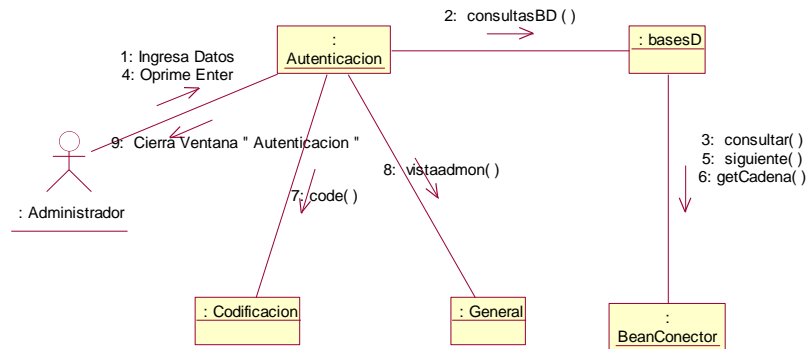 2: consultasBD ( )
:
Autenticacion
: basesD
1: Ingresa Datos
4: Oprime Enter
9: Cierra Ventana " Autenticacion "
: Administrador
7: code( )
8: vistaadmon( )
3: consultar( )
5: siguiente( )
6: getCadena( )
: Codificacion
: General
:
BeanConector